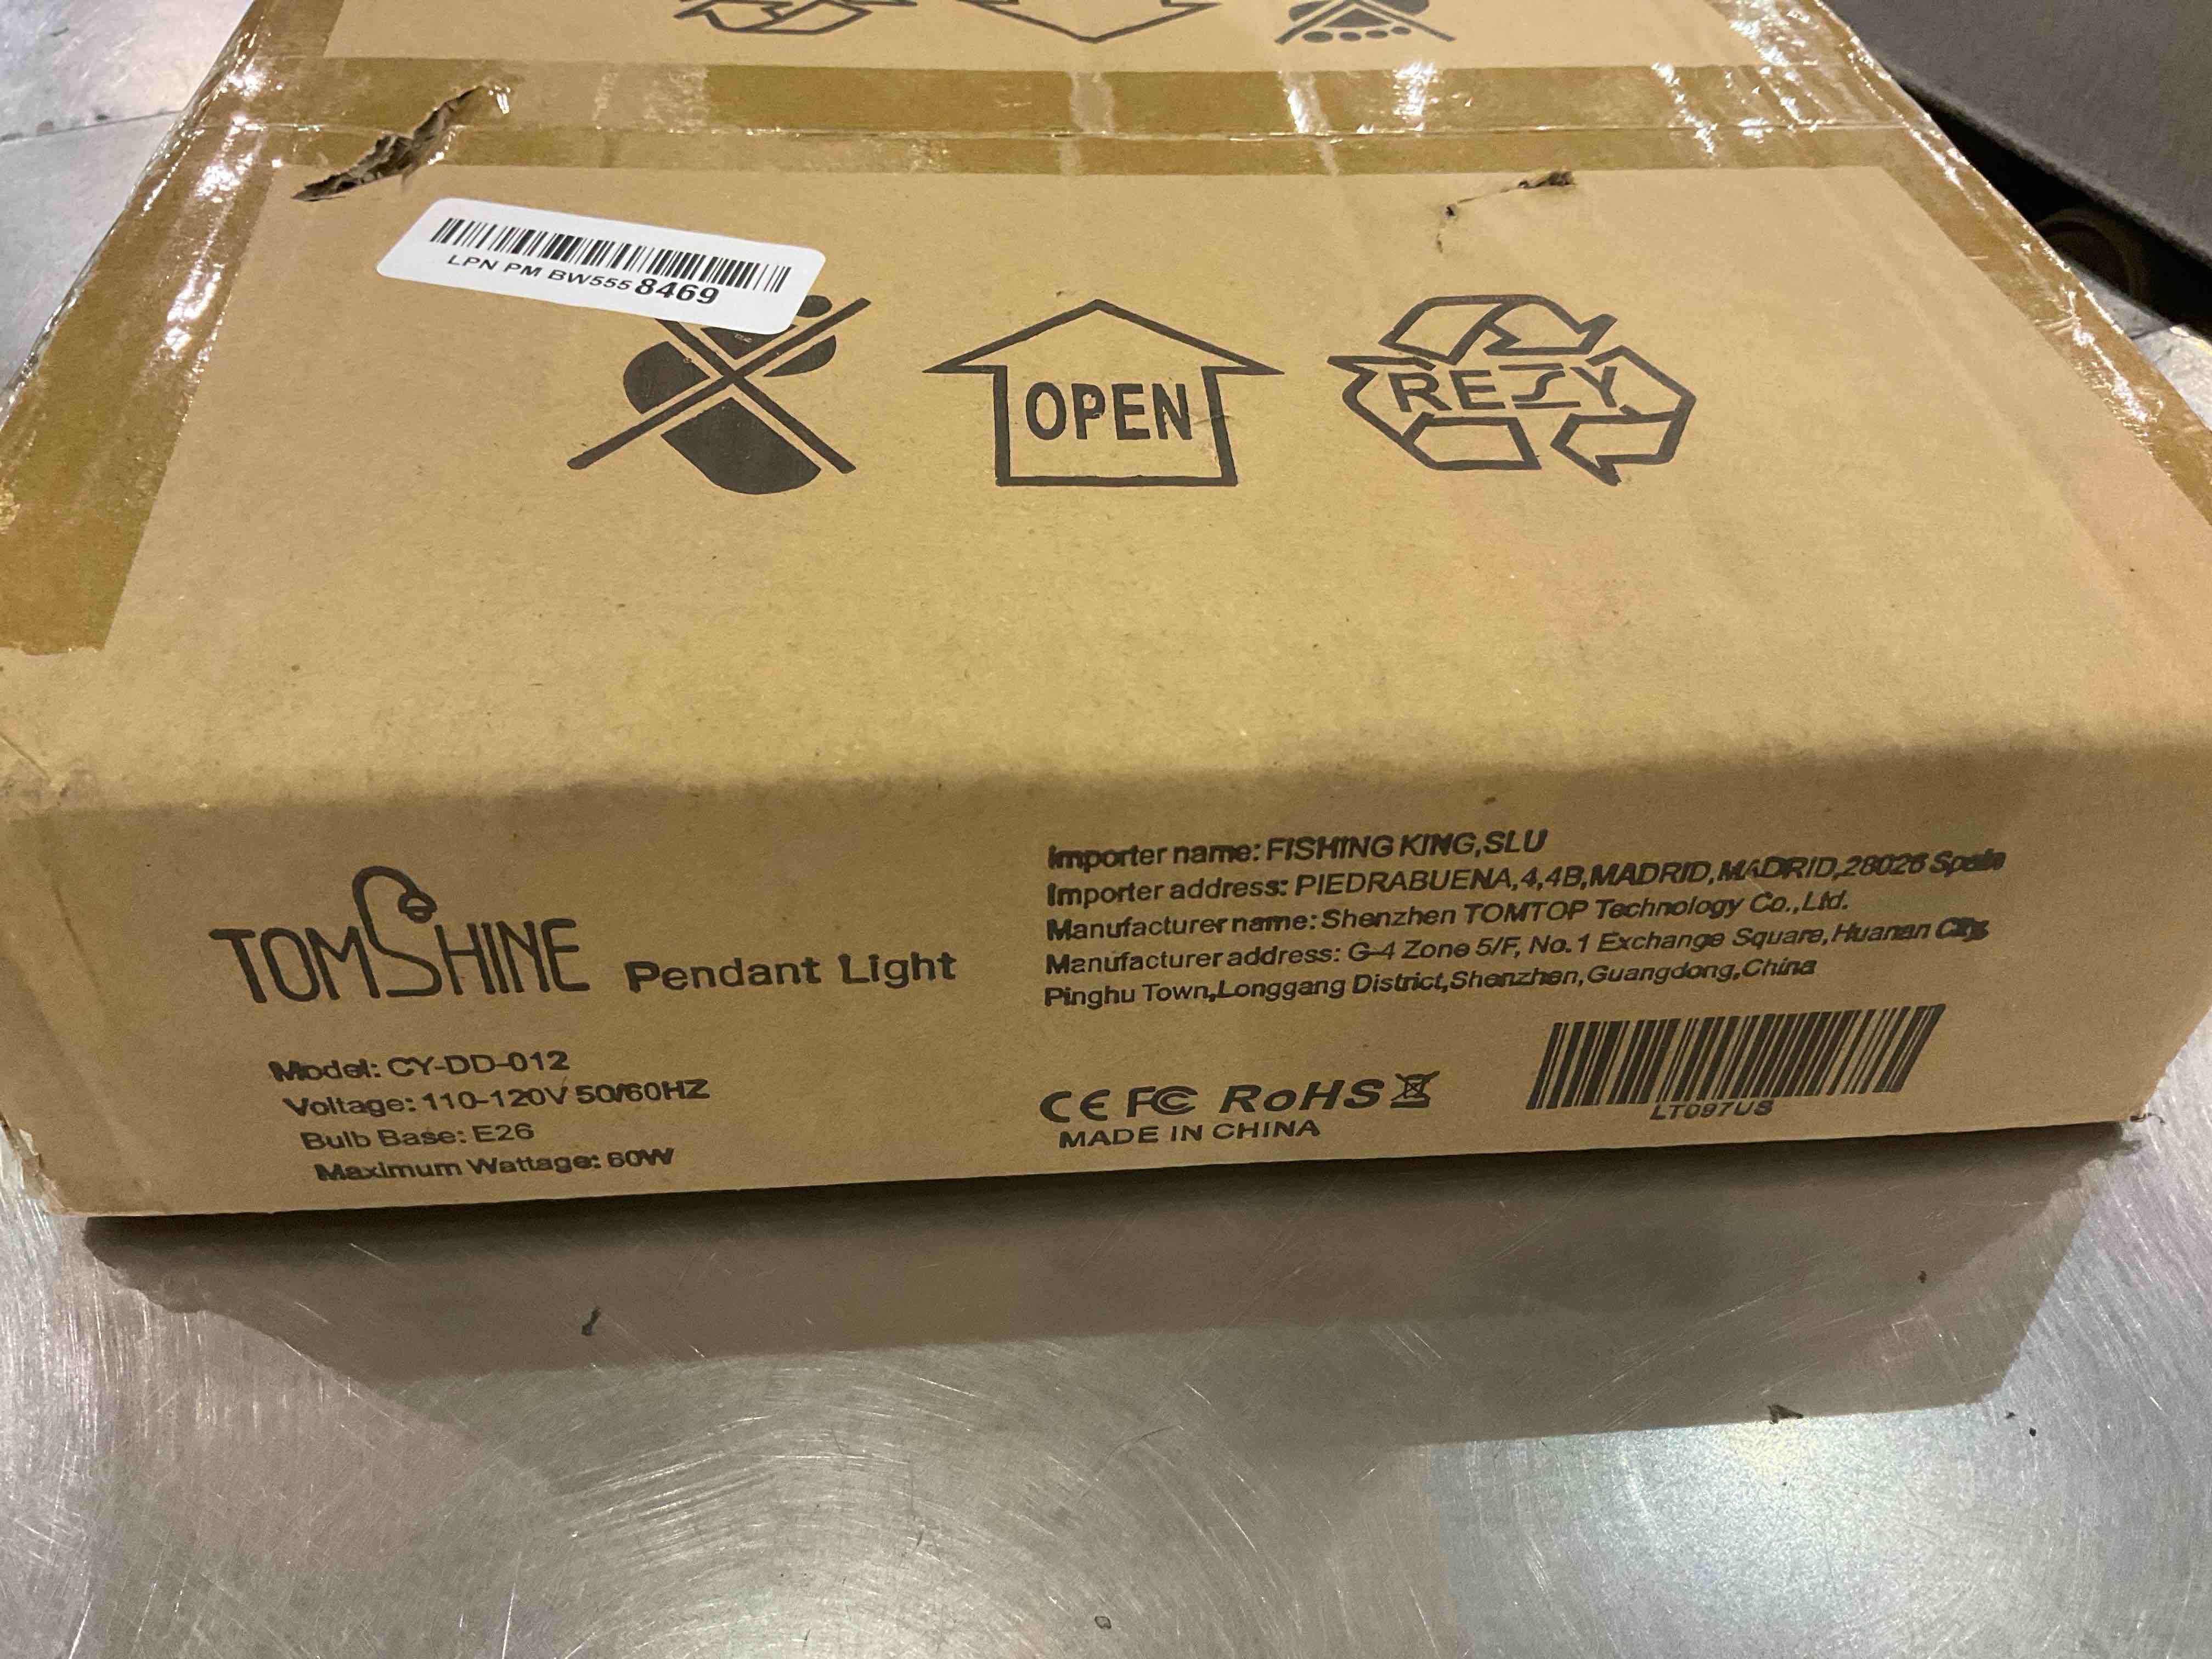 LPN PM BW555 8469
OPEN
RESY
TOMSHINE Pendant Light
Model: CY-DD-012
Voltage: 110-120V 50/60HZ
Bulb Base: E26
Maximum Wattage: 60W
Importer name: FISHING KING,SLU
Importer address: PIEDRABUENA,4,4B,MADRID,MADRID,28026 Spain
Manufacturer name: Shenzhen TOMTOP Technology Co.,Ltd.
Manufacturer address: G-4 Zone 5/F, No.1 Exchange Square, Huanan City,
Pinghu Town,Longgang District,Shenzhen,Guangdong,China
CE FC RoHS
MADE IN CHINA
LT097US